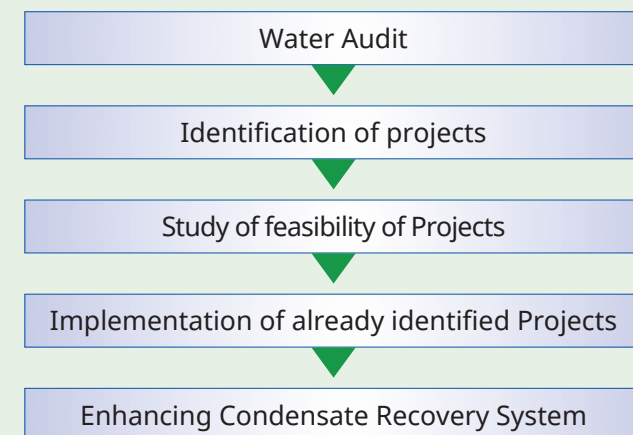 Water Audit
Identification of projects
Study of feasibility of Projects
Implementation of already identified Projects
Enhancing Condensate Recovery System